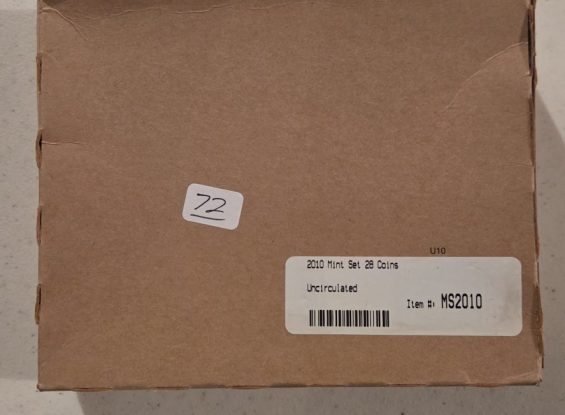 72
U10
2010 Mint Set 28 Coins
Uncirculated
Item #: MS2010